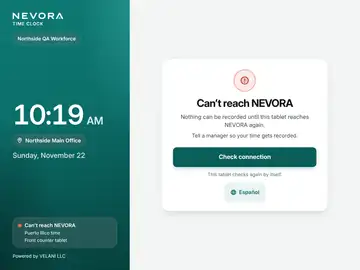 NEVORA
TIME CLOCK
Northside QA Workforce
10:19 AM
Northside Main Office
Sunday, November 22
Can't reach NEVORA
Puerto Rico time
Front counter tablet
Powered by VELANI LLC
Can't reach NEVORA
Nothing can be recorded until this tablet reaches
NEVORA again.
Tell a manager so your time gets recorded.
Check connection
This tablet checks again by itself.
Español